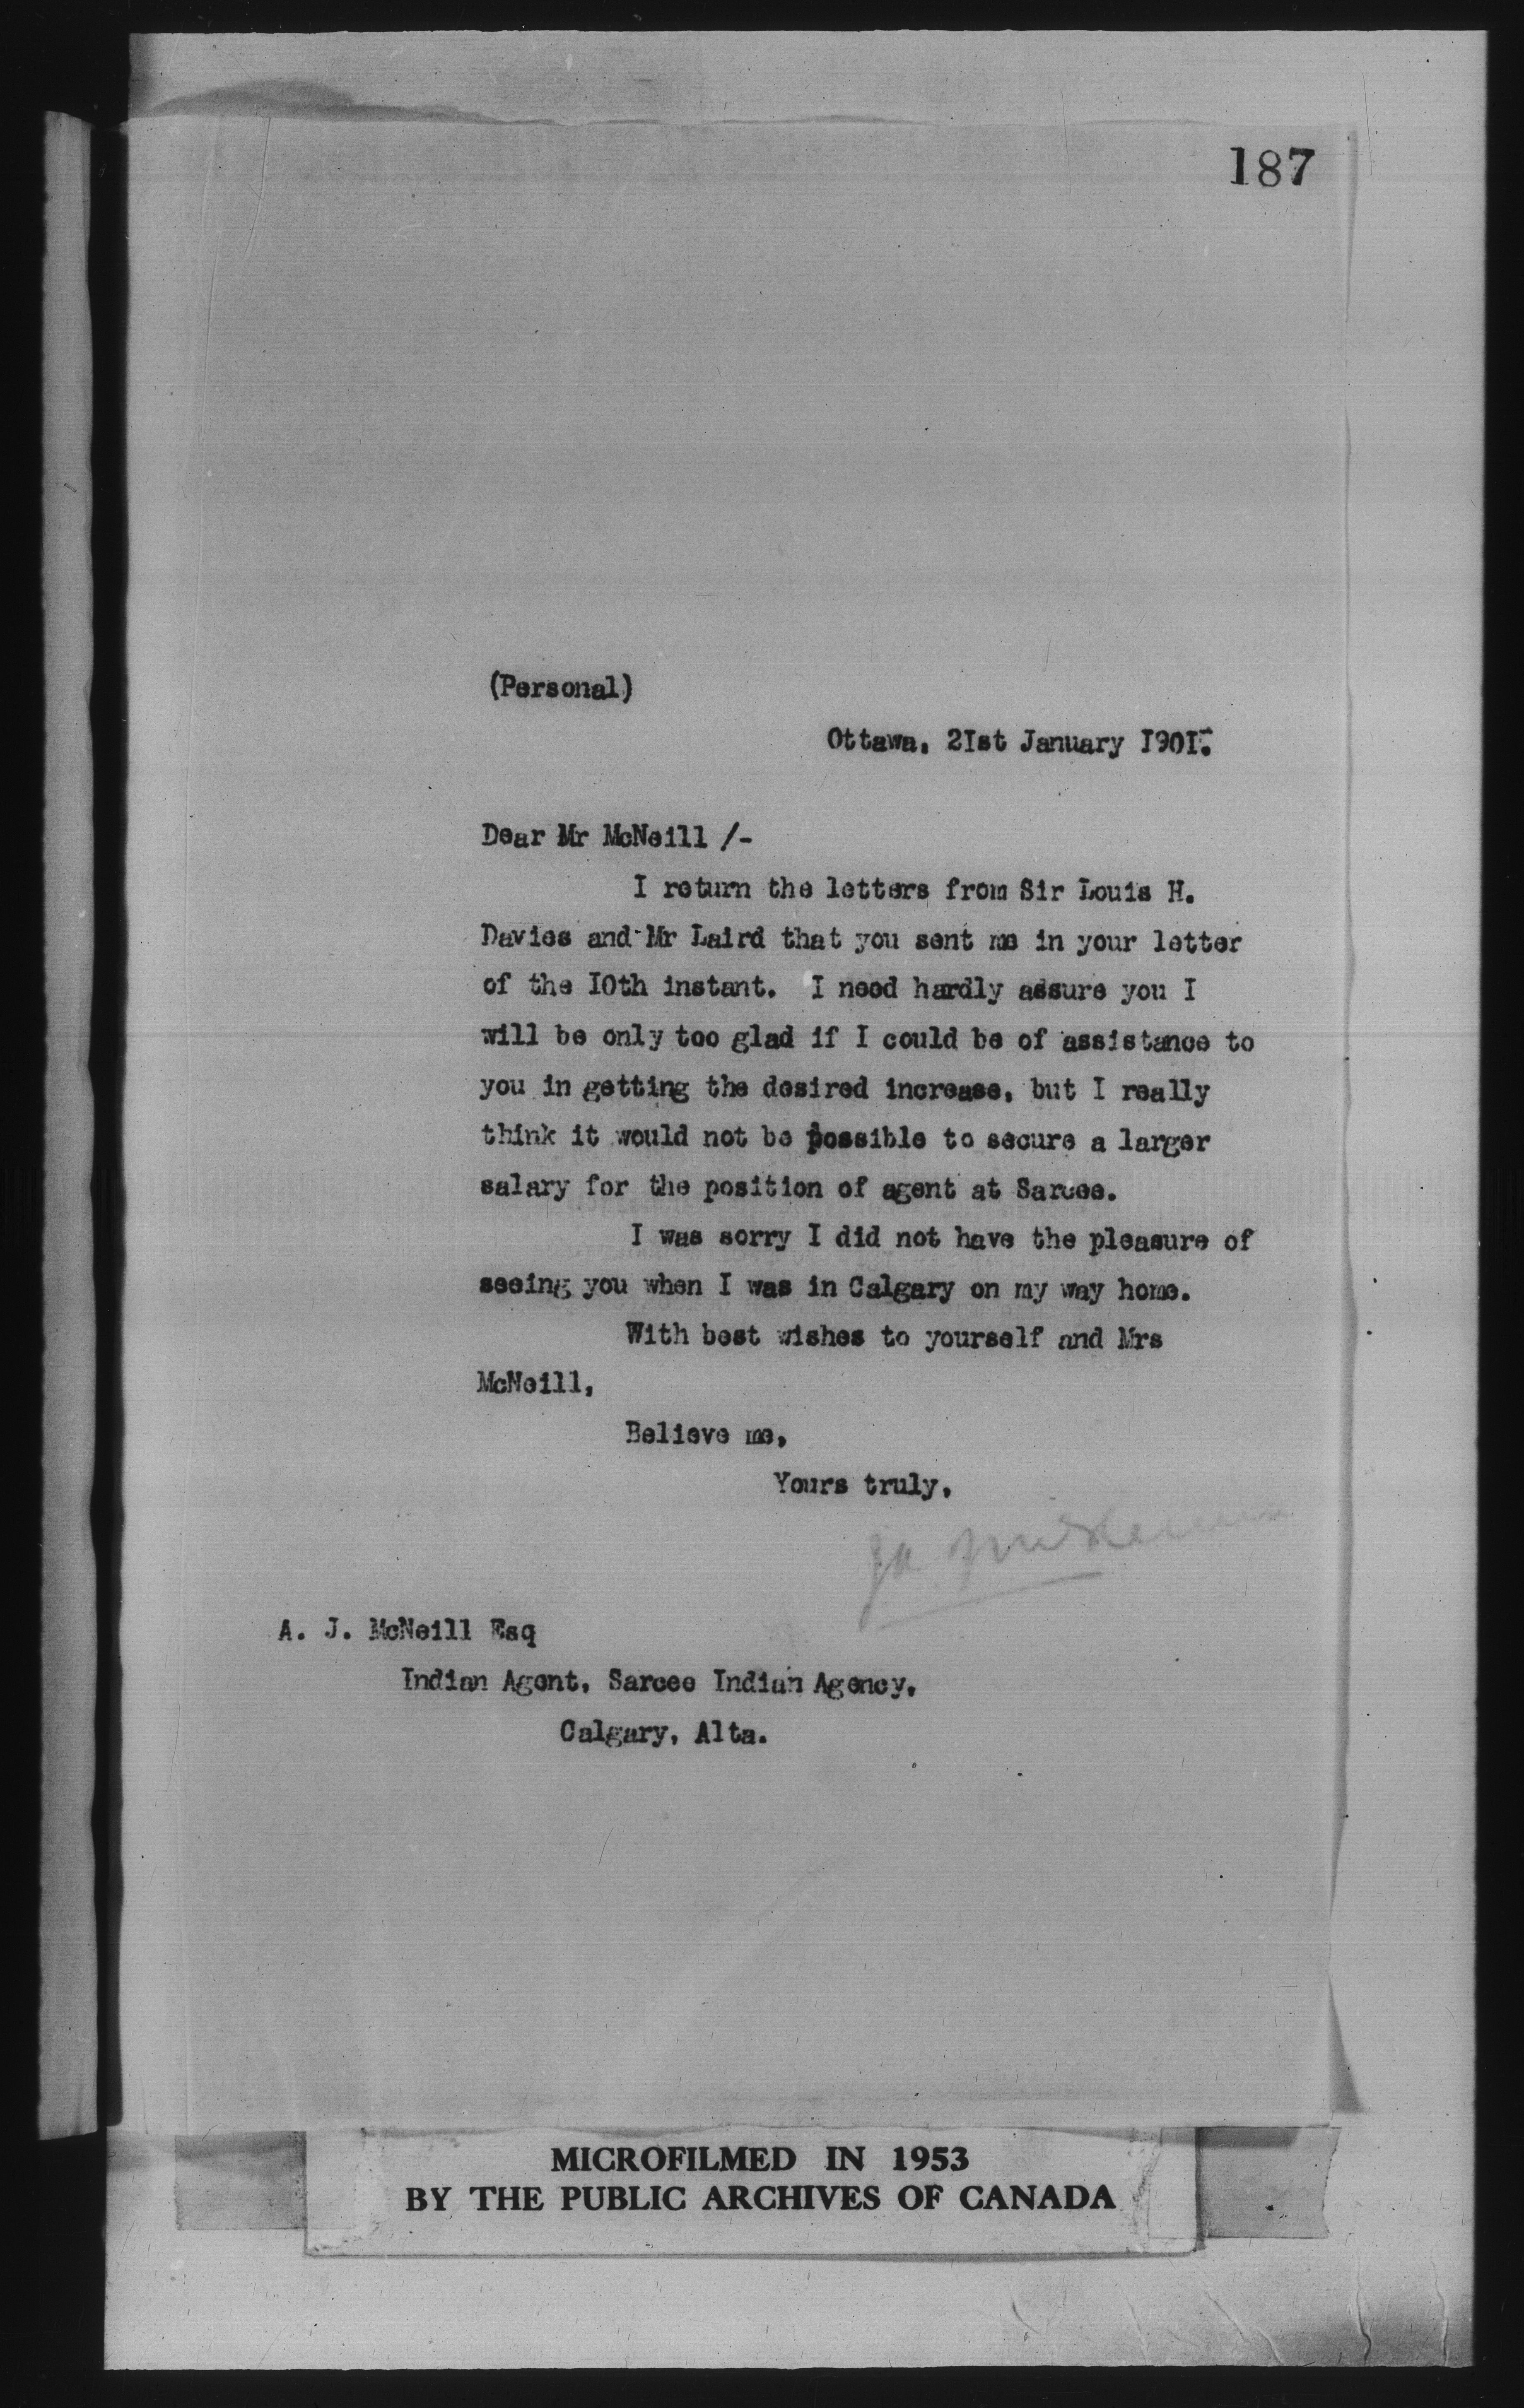 187
(Personal)
Ottawa, 2Ist January I90I.
Dear Mr McNeill /-
I return the letters from Sir Louis H.
Davies and Mr Laird that you sent me in your letter
of the I0th instant. I need hardly assure you I
will be only too glad if I could be of assistance to
you in getting the desired increase, but I really
think it would not be possible to secure a larger
salary for the position of agent at Sarcee.
I was sorry I did not have the pleasure of
seeing you when I was in Calgary on my way home.
With best wishes to yourself and Mrs
McNeill,
Believe me,
Yours truly,
A. J. McNeill Esq
Indian Agent, Sarcee Indian Agency,
Calgary, Alta.
MICROFILMED IN 1953
BY THE PUBLIC ARCHIVES OF CANADA